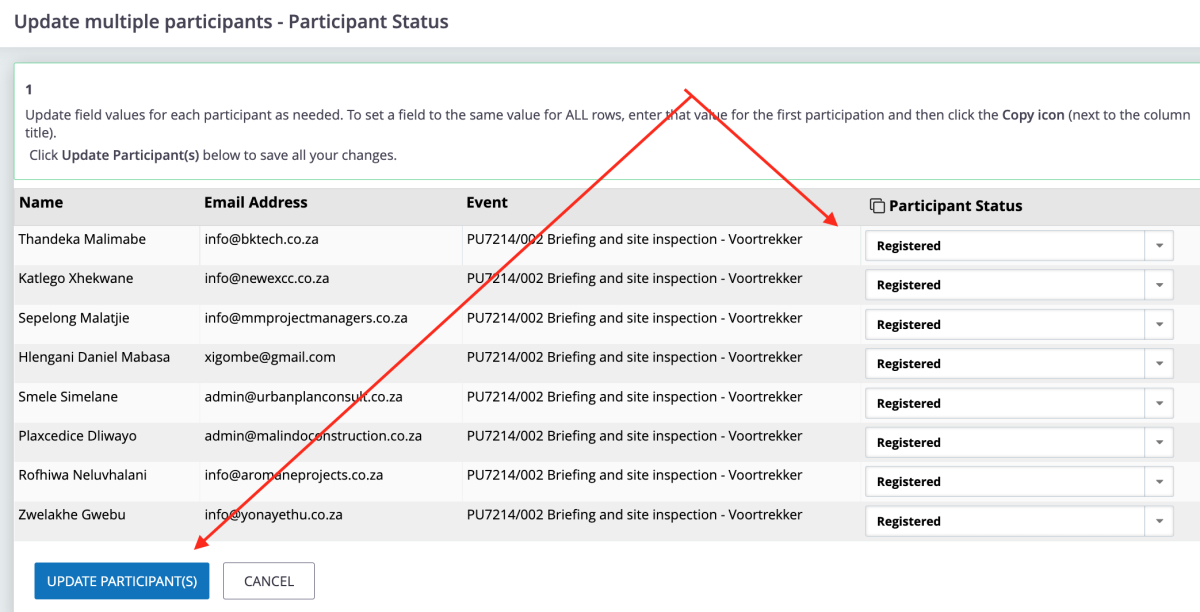 Update multiple participants - Participant Status
1
Update field values for each participant as needed. To set a field to the same value for ALL rows, enter that value for the first participation and then click the Copy icon (next to the column
title).
Click Update Participant(s) below to save all your changes.
Name Email Address Event Participant Status
Thandeka Malimabe info@bktech.co.za PU7214/002 Briefing and site inspection - Voortrekker Registered
Katlego Xhekwane info@newexcc.co.za PU7214/002 Briefing and site inspection - Voortrekker Registered
Sepelong Malatjie info@mmprojectmanagers.co.za PU7214/002 Briefing and site inspection - Voortrekker Registered
Hlengani Daniel Mabasa xigombe@gmail.com PU7214/002 Briefing and site inspection - Voortrekker Registered
Smele Simelane admin@urbanplanconsult.co.za PU7214/002 Briefing and site inspection - Voortrekker Registered
Plaxcedice Dliwayo admin@malindoconstruction.co.za PU7214/002 Briefing and site inspection - Voortrekker Registered
Rofhiwa Neluvhalani info@aromaneprojects.co.za PU7214/002 Briefing and site inspection - Voortrekker Registered
Zwelakhe Gwebu info@yonayethu.co.za PU7214/002 Briefing and site inspection - Voortrekker Registered
UPDATE PARTICIPANT(S) CANCEL